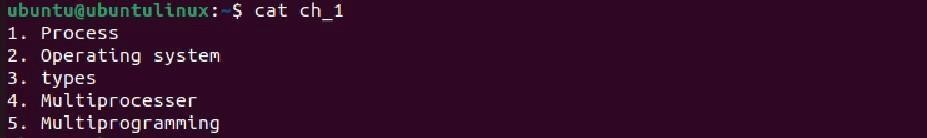 ubuntu@ubuntulinux:~$ cat ch_1
1. Process
2. Operating system
3. types
4. Multiprocesser
5. Multiprogramming